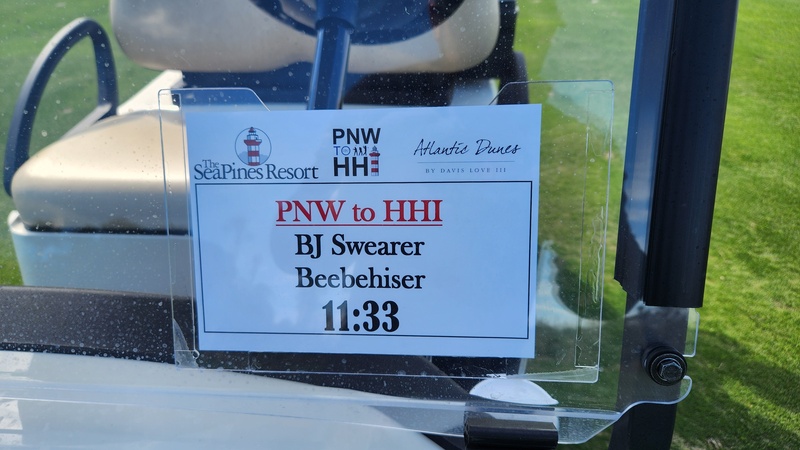 The
SeaPines Resort
PNW
TO
HHI
Atlantic Dunes
BY DAVIS LOVE III
PNW to HHI
BJ Swearer
Beebehiser
11:33